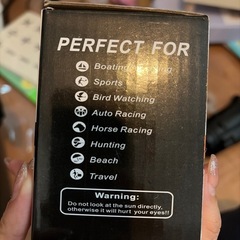 PERFECT FOR
Boating
Sports
Bird Watching
Auto Racing
Horse Racing
Hunting
Beach
Travel
Warning:
Do not look at the sun directly,
otherwise it will hurt your eyes!!